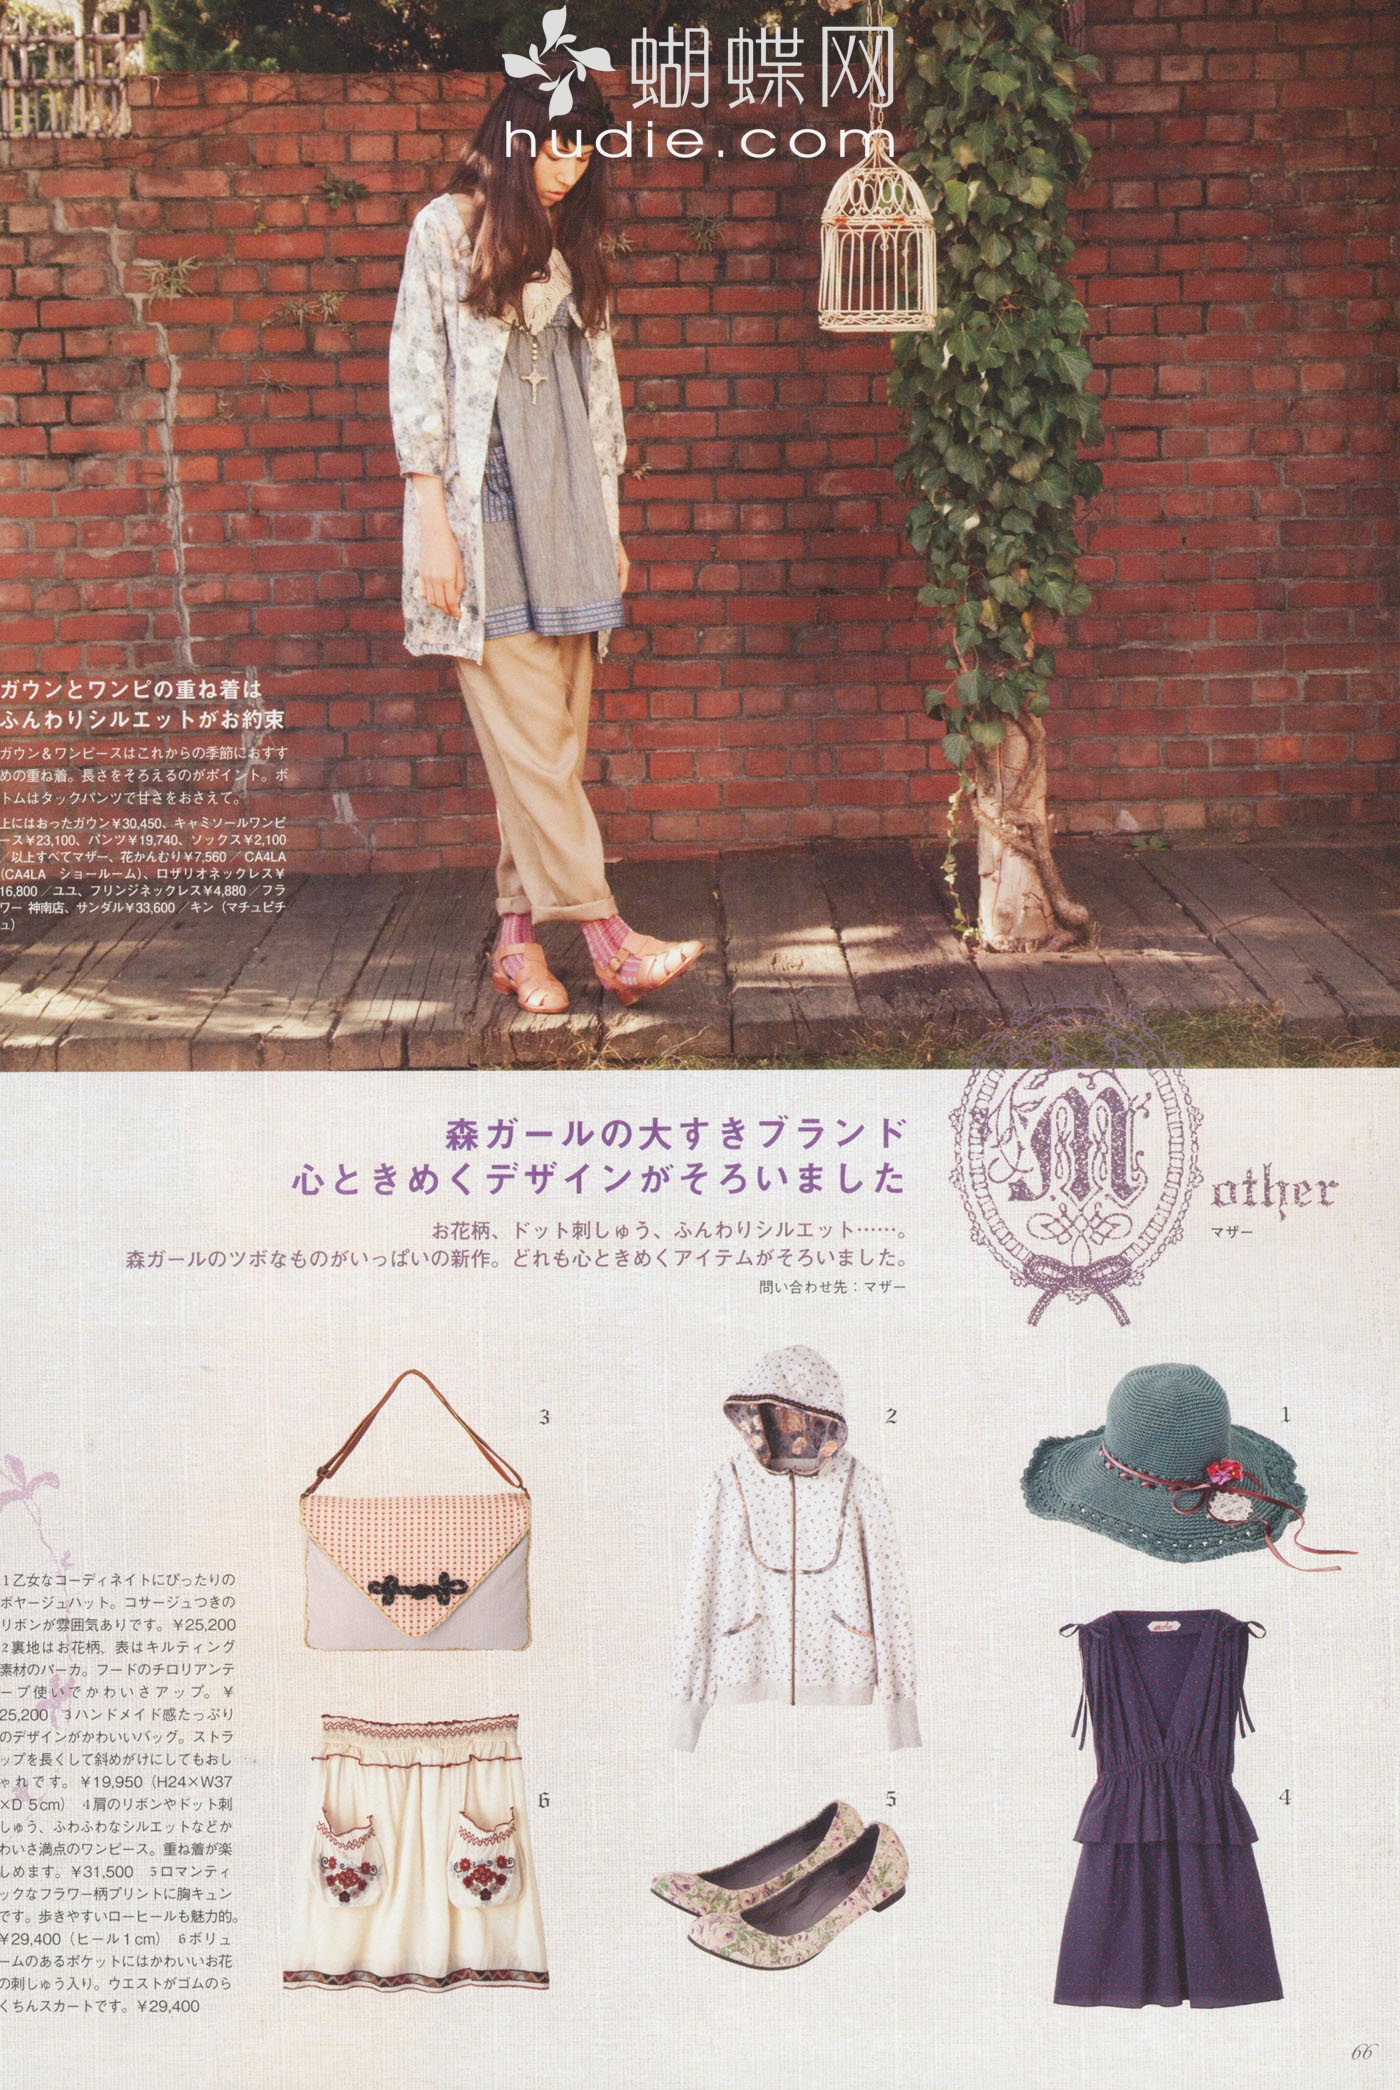 蝴蝶网
hudie.com
ガウンとワンピの重ね着は
ふんわりシルエットがお約束
ガウン＆ワンピースはこれからの季節におすす
めの重ね着。長さをそろえるのがポイント。ボ
トムはタックパンツで甘さをおさえて。
上にはおったガウン¥30,450、キャミソールワンピ
ース¥23,100、パンツ¥19,740、ソックス¥2,100
／以上すべてマザー、花かんむり¥7,560／CA4LA
（CA4LA　ショールーム）、ロザリオネックレス¥
16,800／ユユ、フリンジネックレス¥4,880／フラ
ワー 神南店、サンダル¥33,600／キン（マチュピチ
ュ）
森ガールの大すきブランド
心ときめくデザインがそろいました
お花柄、ドット刺しゅう、ふんわりシルエット……。
森ガールのツボなものがいっぱいの新作。どれも心ときめくアイテムがそろいました。
問い合わせ先：マザー
Mother
マザー
3
2
1
6
5
4
1乙女なコーディネイトにぴったりの
ボヤージュハット。コサージュつきの
リボンが雰囲気ありです。¥25,200
2裏地はお花柄、表はキルティング
素材のパーカ。フードのチロリアンテ
ープ使いでかわいさアップ。¥
25,200　3ハンドメイド感たっぷり
のデザインがかわいいバッグ。ストラ
ップを長くして斜めがけにしてもおし
ゃれです。¥19,950（H24×W37
×D 5cm）　4肩のリボンやドット刺
しゅう、ふわふわなシルエットなどか
わいさ満点のワンピース。重ね着が楽
しめます。¥31,500　5ロマンティ
ックなフラワー柄プリントに胸キュン
です。歩きやすいローヒールも魅力的。
¥29,400（ヒール1cm）　6ボリュ
ームのあるポケットにはかわいいお花
の刺しゅう入り。ウエストがゴムのら
くちんスカートです。¥29,400
66